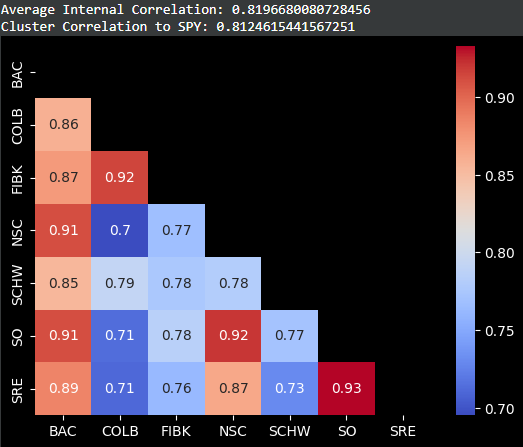 Average Internal Correlation: 0.8196680080728456
Cluster Correlation to SPY: 0.8124615441567251
BAC
COLB 0.86
FIBK 0.87 0.92
NSC 0.91 0.7 0.77
SCHW 0.85 0.79 0.78 0.78
SO 0.91 0.71 0.78 0.92 0.77
SRE 0.89 0.71 0.76 0.87 0.73 0.93
BAC COLB FIBK NSC SCHW SO SRE
0.90
0.85
0.80
0.75
0.70